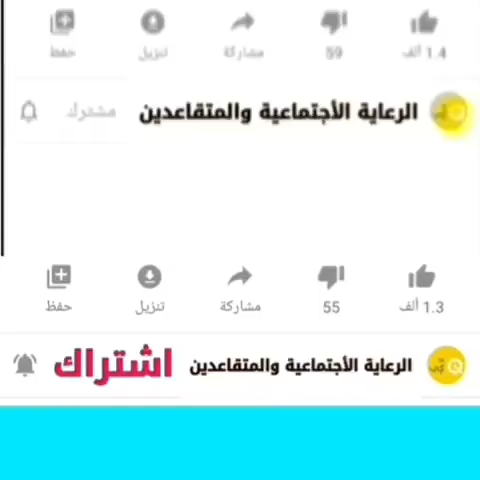 1.4 ألف 59 مشاركة تنزيل حفظ
الرعاية الأجتماعية والمتقاعدين مشترك
1.3 ألف 55 مشاركة تنزيل حفظ
الرعاية الأجتماعية والمتقاعدين اشتراك